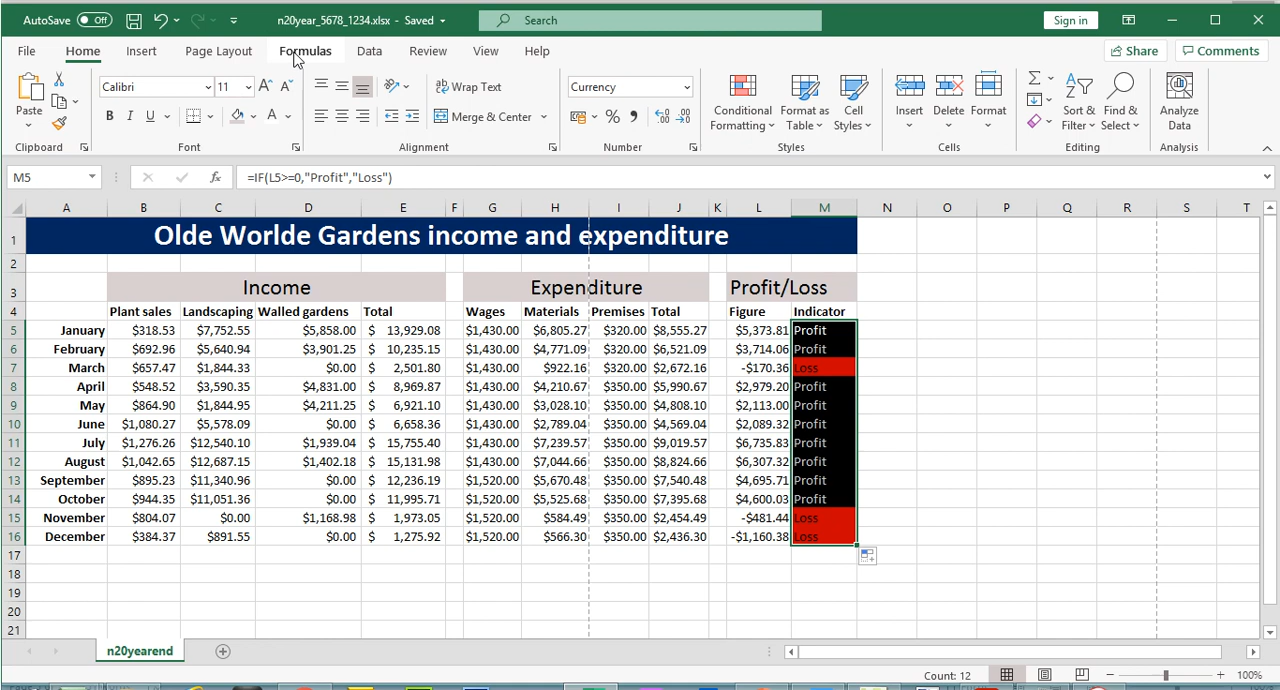 AutoSave Off n20year_5678_1234.xlsx - Saved Search Sign in
File Home Insert Page Layout Formulas Data Review View Help Share Comments
Paste Calibri 11 Wrap Text Currency Conditional Formatting Format as Table Cell Styles Insert Delete Format Sort & Filter Find & Select Analyze Data
B I U Merge & Center
Clipboard Font Alignment Number Styles Cells Editing Analysis
M5 fx =IF(L5>=0,"Profit","Loss")
A B C D E F G H I J K L M N O P Q R S T
1 Olde Worlde Gardens income and expenditure
2
3 Income Expenditure Profit/Loss
4 Plant sales Landscaping Walled gardens Total Wages Materials Premises Total Figure Indicator
5 January $318.53 $7,752.55 $5,858.00 $ 13,929.08 $1,430.00 $6,805.27 $320.00 $8,555.27 $5,373.81 Profit
6 February $692.96 $5,640.94 $3,901.25 $ 10,235.15 $1,430.00 $4,771.09 $320.00 $6,521.09 $3,714.06 Profit
7 March $657.47 $1,844.33 $0.00 $ 2,501.80 $1,430.00 $922.16 $320.00 $2,672.16 -$170.36 Loss
8 April $548.52 $3,590.35 $4,831.00 $ 8,969.87 $1,430.00 $4,210.67 $350.00 $5,990.67 $2,979.20 Profit
9 May $864.90 $1,844.95 $4,211.25 $ 6,921.10 $1,430.00 $3,028.10 $350.00 $4,808.10 $2,113.00 Profit
10 June $1,080.27 $5,578.09 $0.00 $ 6,658.36 $1,430.00 $2,789.04 $350.00 $4,569.04 $2,089.32 Profit
11 July $1,276.26 $12,540.10 $1,939.04 $ 15,755.40 $1,430.00 $7,239.57 $350.00 $9,019.57 $6,735.83 Profit
12 August $1,042.65 $12,687.15 $1,402.18 $ 15,131.98 $1,430.00 $7,044.66 $350.00 $8,824.66 $6,307.32 Profit
13 September $895.23 $11,340.96 $0.00 $ 12,236.19 $1,520.00 $5,670.48 $350.00 $7,540.48 $4,695.71 Profit
14 October $944.35 $11,051.36 $0.00 $ 11,995.71 $1,520.00 $5,525.68 $350.00 $7,395.68 $4,600.03 Profit
15 November $804.07 $0.00 $1,168.98 $ 1,973.05 $1,520.00 $584.49 $350.00 $2,454.49 -$481.44 Loss
16 December $384.37 $891.55 $0.00 $ 1,275.92 $1,520.00 $566.30 $350.00 $2,436.30 -$1,160.38 Loss
17
18
19
20
21
n20yearend
Count: 12 100%